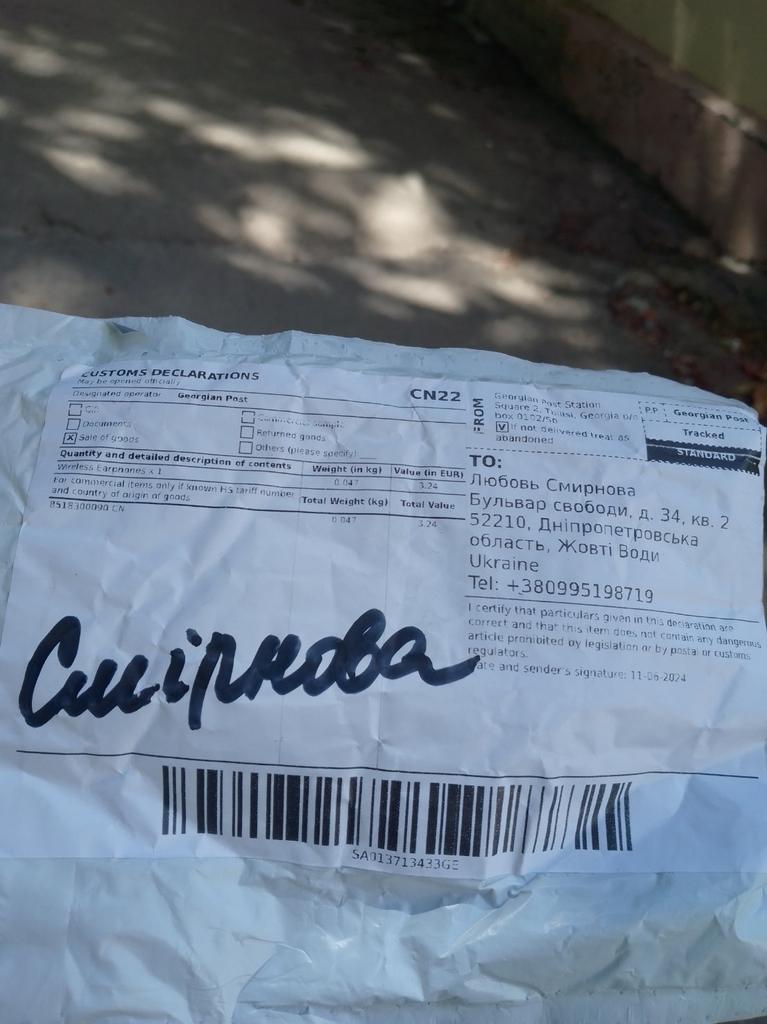 CUSTOMS DECLARATIONS
May be opened officially
CN22
Designated operator Georgian Post
Documents
Sale of goods
Returned goods
Others (please specify)
Quantity and detailed description of contents Weight (in kg) Value (in EUR)
Wireless Earphones x 1 0.047 3.24
For commercial items only if known HS tariff number and country of origin of goods Total Weight (kg) Total Value
8518300090 CN 0.047 3.24
FROM
Georgian Post Station
Square 2, Georgia p/o
box
If not delivered treat as
abandoned
P.P Georgian Post
Tracked
STANDARD
TO:
Любовь Смирнова
Бульвар свободи, д. 34, кв. 2
52210, Дніпропетровська
область, Жовті Води
Ukraine
Tel: +380995198719
I certify that particulars given in this declaration are
correct and that this item does not contain any dangerous
article prohibited by legislation or by postal or customs
regulators.
ate and sender's signature: 11-06-2024
Смірнова
SA013713433GE